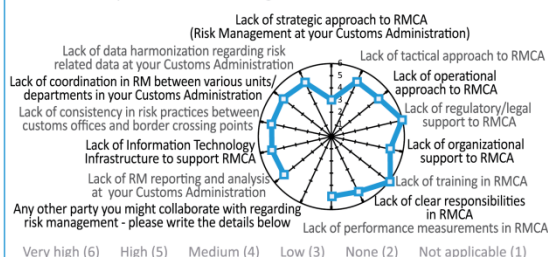 Lack of strategic approach to RMCA
(Risk Management at your Customs Administration)
Lack of data harmonization regarding risk
related data at your Customs Administration
Lack of tactical approach to RMCA
Lack of coordination in RM between various units/
departments in your Customs Administration
Lack of operational
approach to RMCA
Lack of consistency in risk practices between
customs offices and border crossing points
Lack of regulatory/legal
support to RMCA
Lack of Information Technology
Infrastructure to support RMCA
Lack of organizational
support to RMCA
Lack of RM reporting and analysis
at your Customs Administration
Lack of training in RMCA
Any other party you might collaborate with regarding
risk management - please write the details below
Lack of clear responsibilities
in RMCA
Lack of performance measurements in RMCA
6
5
4
3
2
1
Very high (6) High (5) Medium (4) Low (3) None (2) Not applicable (1)